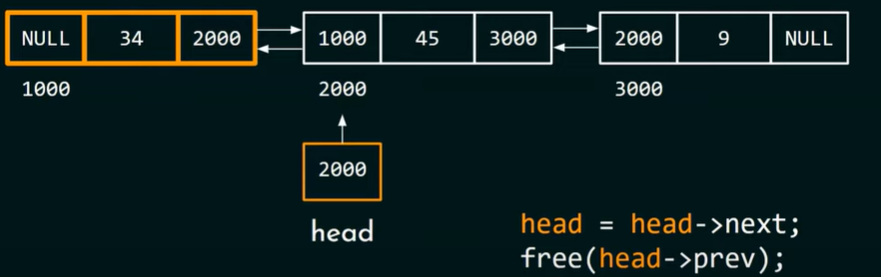 NULL 34 2000 1000 45 3000 2000 9 NULL
1000 2000 3000
2000
head
head = head->next;
free(head->prev);